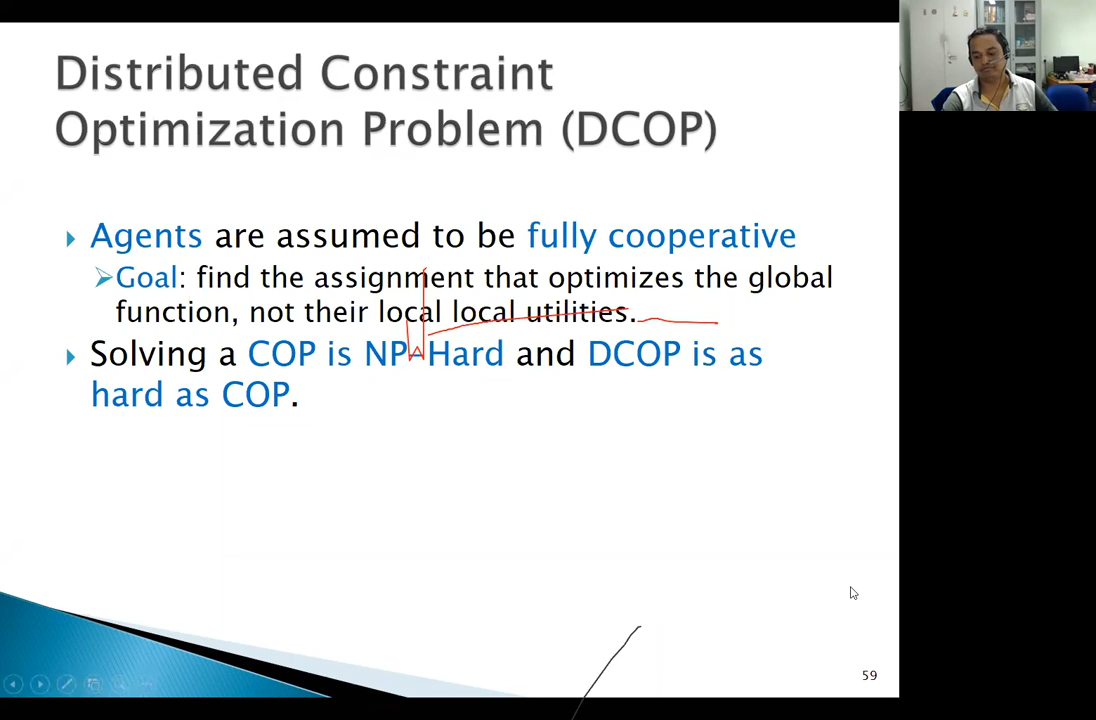 Distributed Constraint
Optimization Problem (DCOP)
Agents are assumed to be fully cooperative
Goal: find the assignment that optimizes the global
function, not their local local utilities.
Solving a COP is NP-Hard and DCOP is as
hard as COP.
59